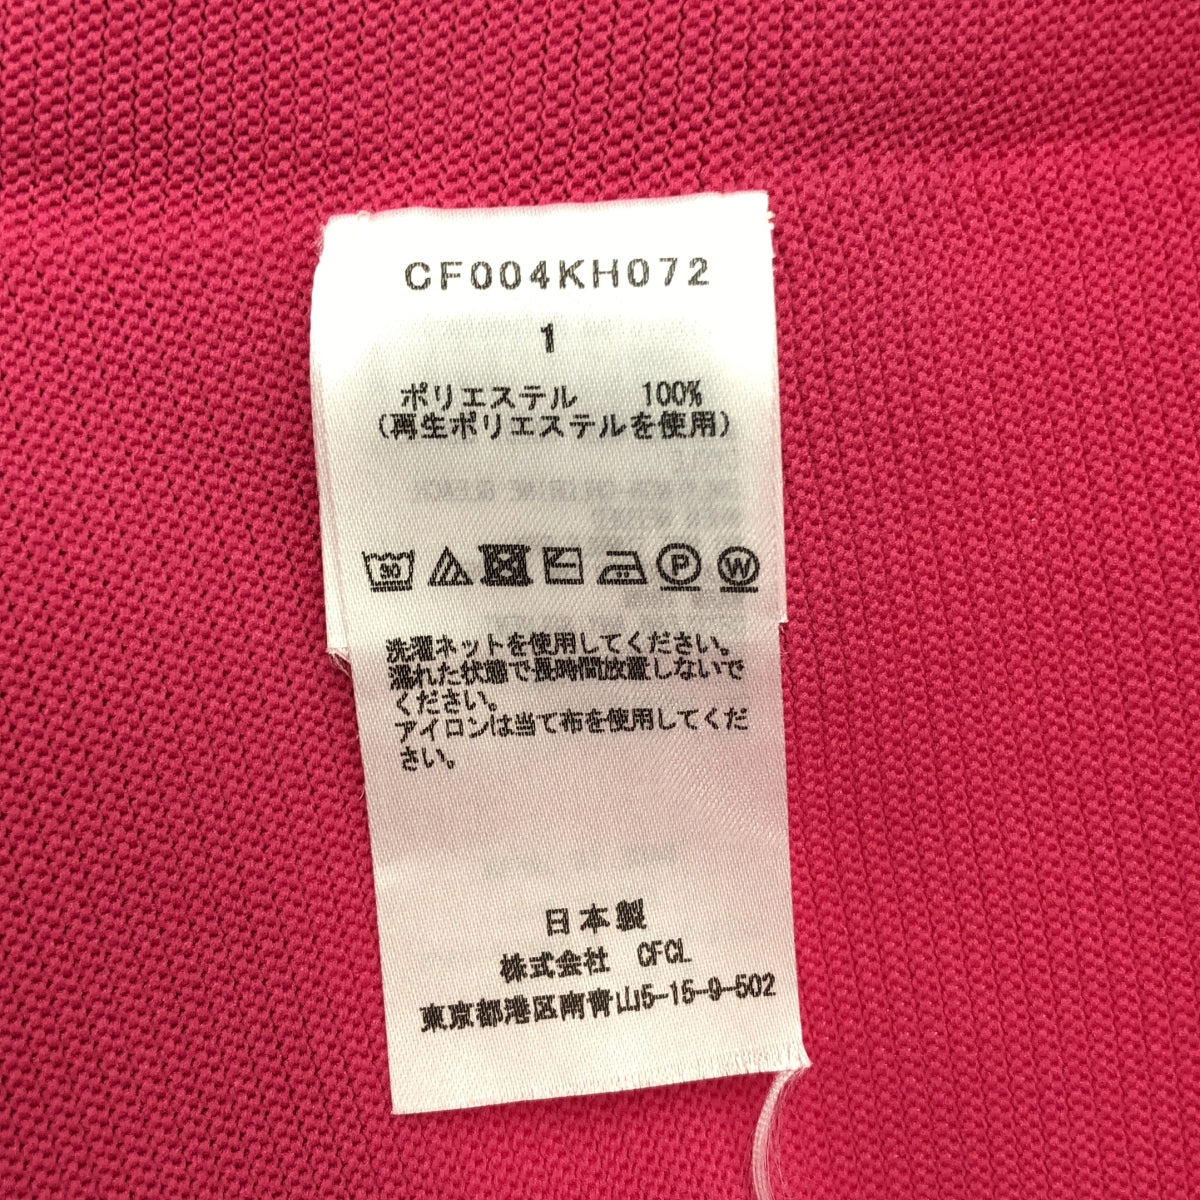 CF004KH072
1
ポリエステル 100%
(再生ポリエステルを使用)
30 P W
洗濯ネットを使用してください。
濡れた状態で長時間放置しないで
ください。
アイロンは当て布を使用してくだ
さい。
日本製
株式会社 CFCL
東京都港区南青山5-15-9-502